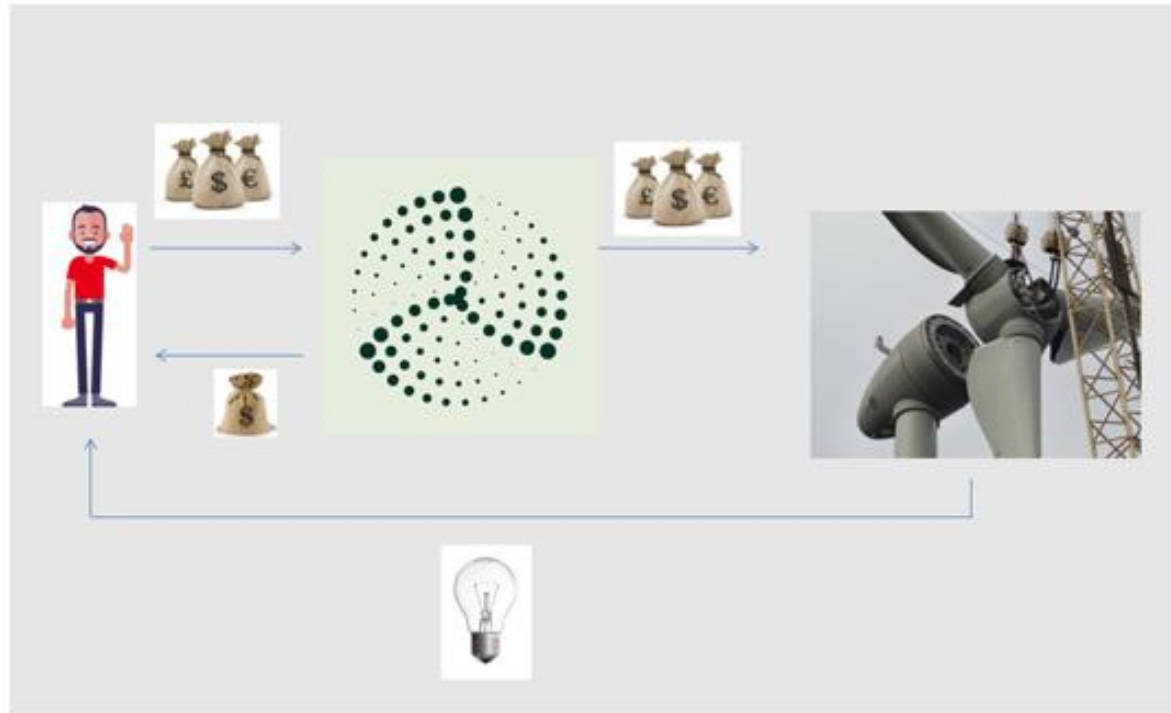 £ $ €
£ $ €
$